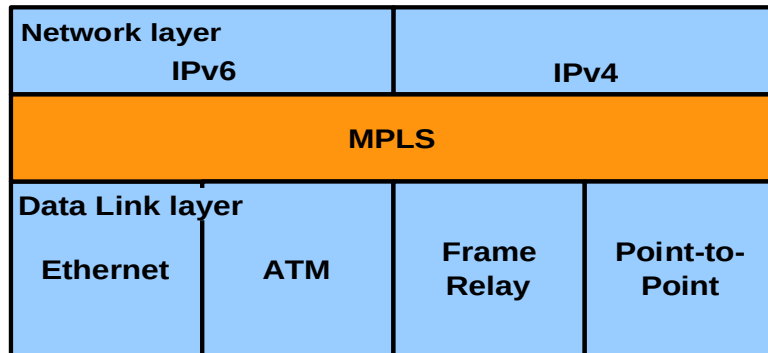 Network layer
IPv6
IPv4
MPLS
Data Link layer
Ethernet
ATM
Frame
Relay
Point-to-
Point